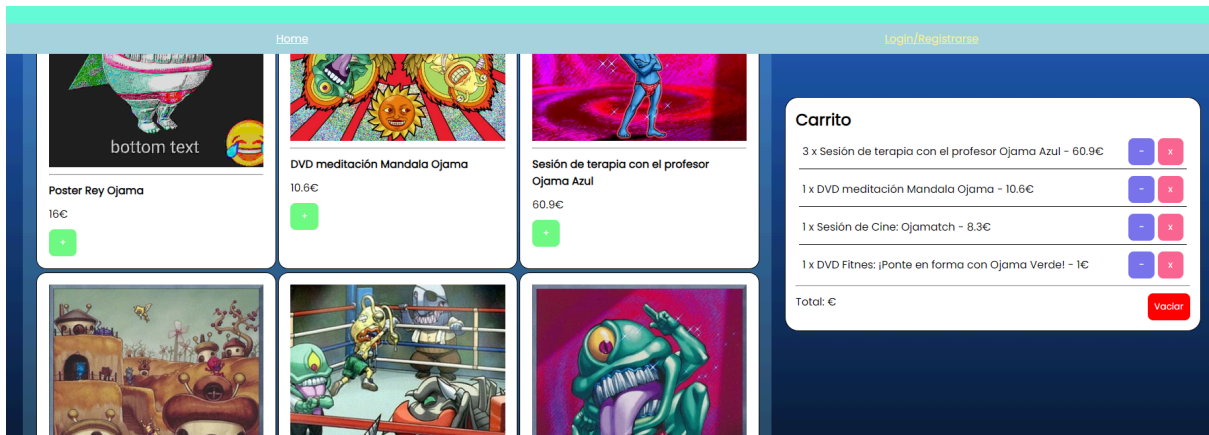 Home
Login/Registrarse
bottom text
Poster Rey Ojama
16€
+
DVD meditación Mandala Ojama
10.6€
+
Sesión de terapia con el profesor
Ojama Azul
60.9€
+
Carrito
3 x Sesión de terapia con el profesor Ojama Azul - 60.9€ - x
1 x DVD meditación Mandala Ojama - 10.6€ - x
1 x Sesión de Cine: Ojamatch - 8.3€ - x
1 x DVD Fitnes: ¡Ponte en forma con Ojama Verde! - 1€ - x
Total: € Vaciar